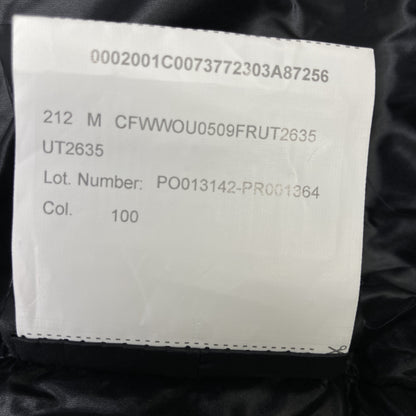 0002001C0073772303A87256
212 M CFWWOU0509FRUT2635
UT2635
Lot. Number: PO013142-PR001364
Col. 100